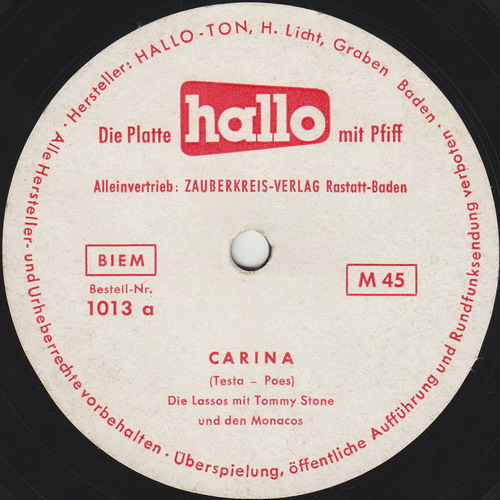 Hersteller: HALLO-TON, H. Licht, Graben Baden ·
Die Platte hallo mit Pfiff
Alleinvertrieb: ZAUBERKREIS-VERLAG Rastatt-Baden
BIEM
Bestell-Nr.
1013 a
M 45
CARINA
(Testa – Poes)
Die Lassos mit Tommy Stone
und den Monacos
· Alle Hersteller- und Urheberrechte vorbehalten · Überspielung, öffentliche Aufführung und Rundfunksendung verboten ·